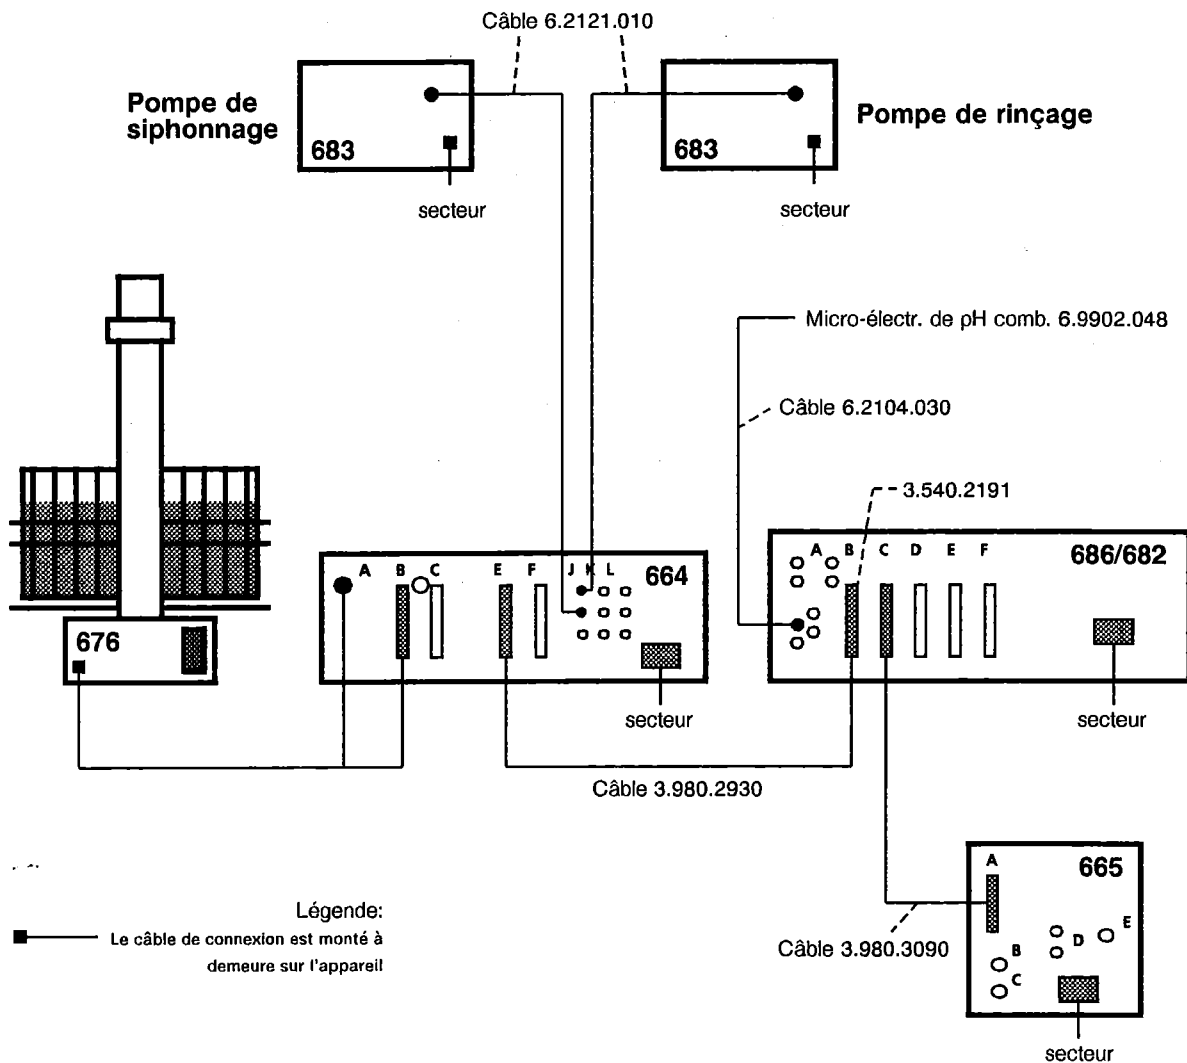 Câble 6.2121.010
Pompe de
siphonnage
683
secteur
683
Pompe de rinçage
secteur
Micro-électr. de pH comb. 6.9902.048
Câble 6.2104.030
3.540.2191
676
A B C E F J K L 664
secteur
A B C D E F 686/682
secteur
Câble 3.980.2930
A 665
B
C
D
E
secteur
Câble 3.980.3090
Légende:
Le câble de connexion est monté à
demeure sur l'appareil